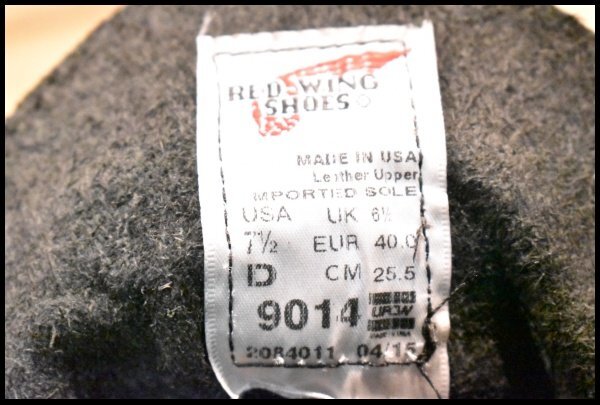 RED WING
SHOES
MADE IN USA
Leather Upper
IMPORTED SOLE
USA UK 6½
7½ EUR 40.0
D CM 25.5
9014
2084011 04/15